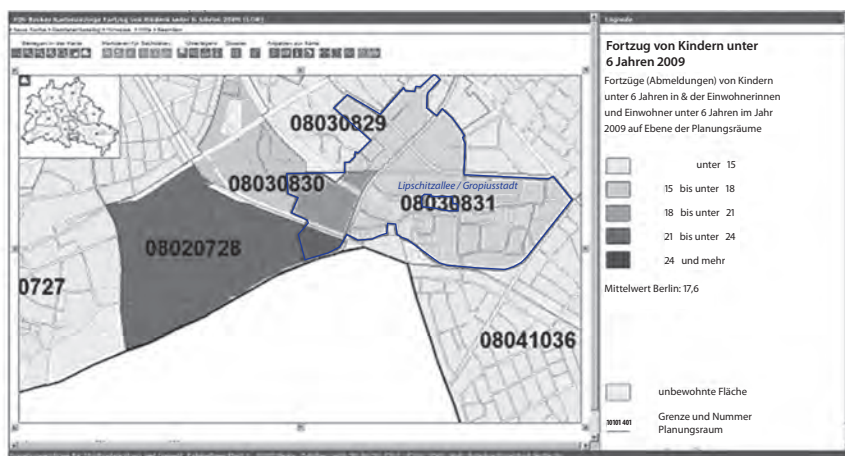 Fortzug von Kindern unter
6 Jahren 2009
Fortzüge (Abmeldungen) von Kindern
unter 6 Jahren in & der Einwohnerinnen
und Einwohner unter 6 Jahren im Jahr
2009 auf Ebene der Planungsräume
unter 15
15 bis unter 18
18 bis unter 21
21 bis unter 24
24 und mehr
Mittelwert Berlin: 17,6
unbewohnte Fläche
10101 401
Grenze und Nummer
Planungsraum
08030829
08030830
Lipschitzallee / Gropiusstadt
08030831
08020728
0727
08041036